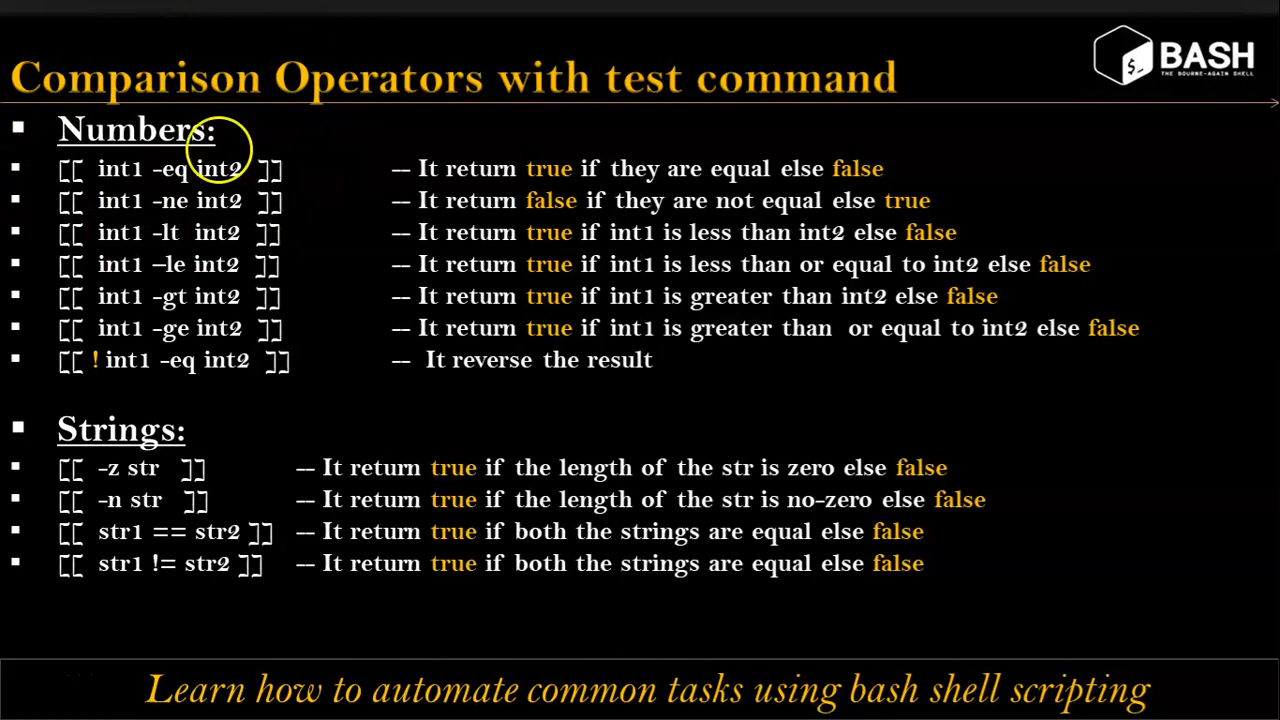 BASH
THE BOURNE-AGAIN SHELL
$_
Comparison Operators with test command
▪ Numbers:
▪ [[ int1 -eq int2 ]] -- It return true if they are equal else false
▪ [[ int1 -ne int2 ]] -- It return false if they are not equal else true
▪ [[ int1 -lt int2 ]] -- It return true if int1 is less than int2 else false
▪ [[ int1 –le int2 ]] -- It return true if int1 is less than or equal to int2 else false
▪ [[ int1 -gt int2 ]] -- It return true if int1 is greater than int2 else false
▪ [[ int1 -ge int2 ]] -- It return true if int1 is greater than or equal to int2 else false
▪ [[ ! int1 -eq int2 ]] -- It reverse the result
▪ Strings:
▪ [[ -z str ]] -- It return true if the length of the str is zero else false
▪ [[ -n str ]] -- It return true if the length of the str is no-zero else false
▪ [[ str1 == str2 ]] -- It return true if both the strings are equal else false
▪ [[ str1 != str2 ]] -- It return true if both the strings are equal else false
Learn how to automate common tasks using bash shell scripting